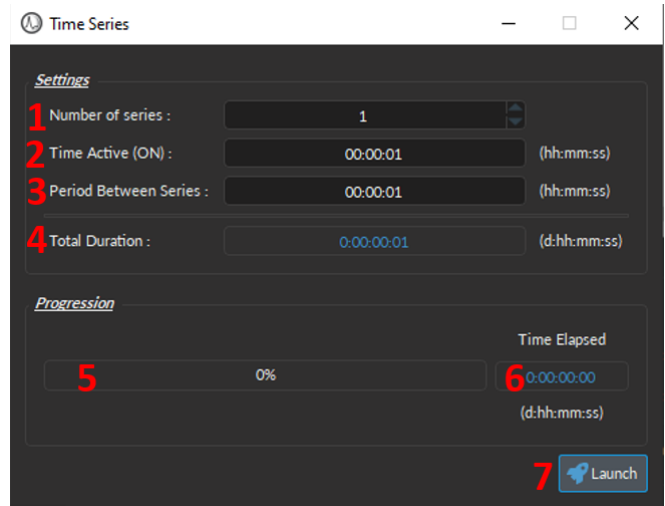 Time Series
Settings
1 Number of series : 1
2 Time Active (ON) : 00:00:01 (hh:mm:ss)
3 Period Between Series : 00:00:01 (hh:mm:ss)
4 Total Duration : 0:00:00:01 (d:hh:mm:ss)
Progression
Time Elapsed
5 0% 6 0:00:00:00
(d:hh:mm:ss)
7 Launch